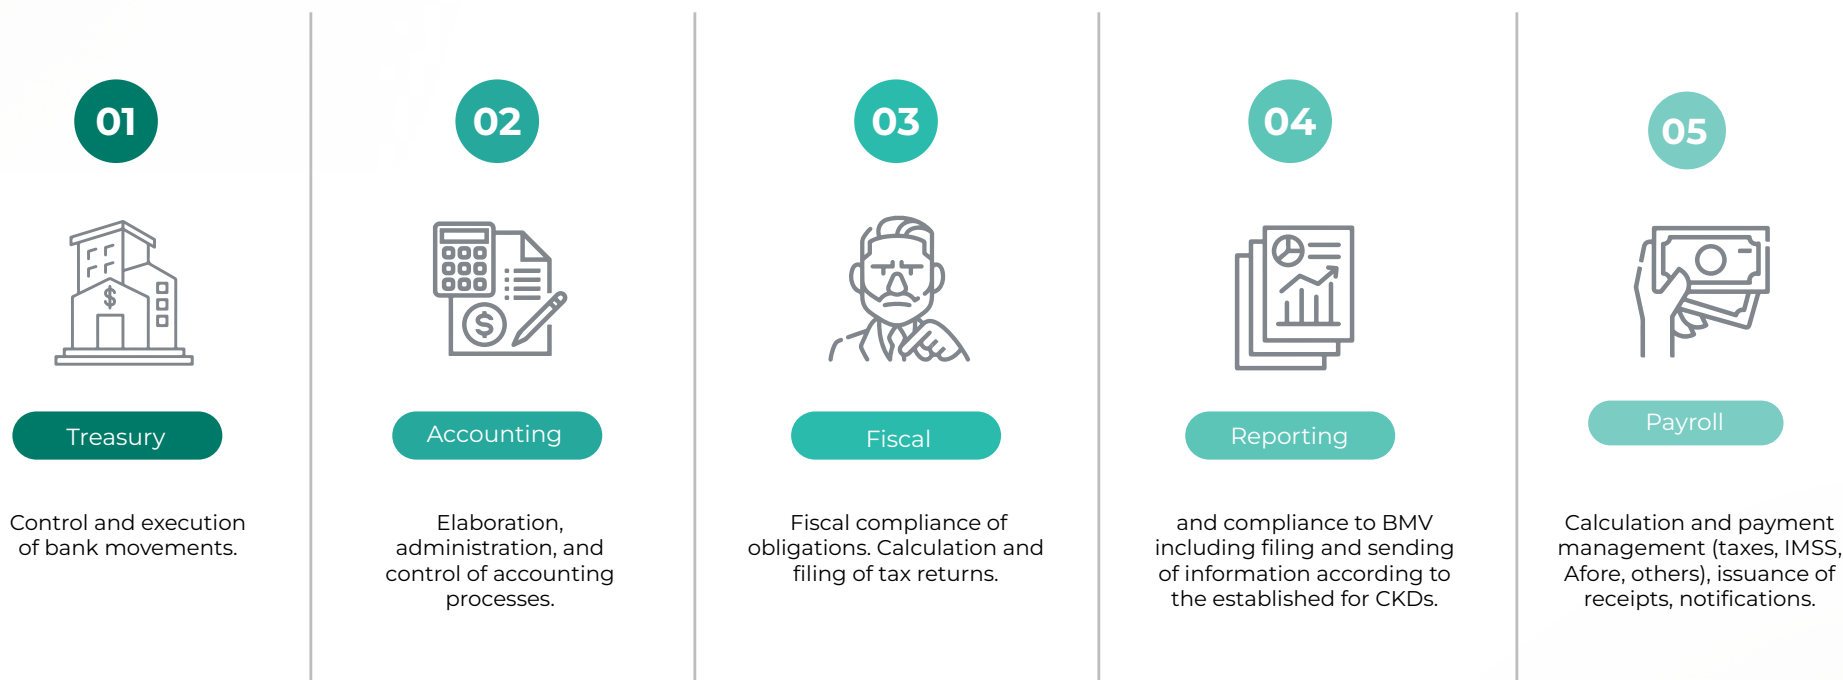 01
Treasury
Control and execution
of bank movements.
02
$
Accounting
Elaboration,
administration, and
control of accounting
processes.
03
Fiscal
Fiscal compliance of
obligations. Calculation and
filing of tax returns.
04
Reporting
and compliance to BMV
including filing and sending
of information according to
the established for CKDs.
05
Payroll
Calculation and payment
management (taxes, IMSS,
Afore, others), issuance of
receipts, notifications.